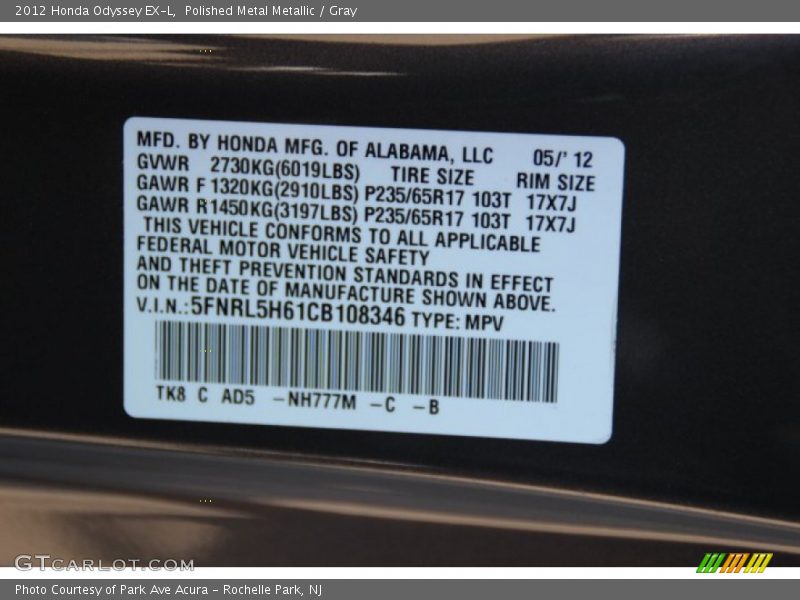 2012 Honda Odyssey EX-L, Polished Metal Metallic / Gray
MFD. BY HONDA MFG. OF ALABAMA, LLC 05/' 12
GVWR 2730KG(6019LBS) TIRE SIZE RIM SIZE
GAWR F 1320KG(2910LBS) P235/65R17 103T 17X7J
GAWR R1450KG(3197LBS) P235/65R17 103T 17X7J
THIS VEHICLE CONFORMS TO ALL APPLICABLE
FEDERAL MOTOR VEHICLE SAFETY
AND THEFT PREVENTION STANDARDS IN EFFECT
ON THE DATE OF MANUFACTURE SHOWN ABOVE.
V.I.N.:5FNRL5H61CB108346 TYPE: MPV
TK8 C AD5 -NH777M -C -B
GTCARLOT.COM
Photo Courtesy of Park Ave Acura - Rochelle Park, NJ